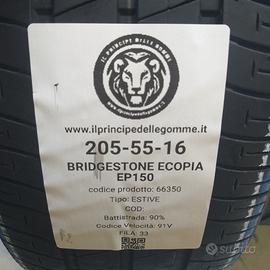 IL PRINCIPE DELLE GOMME
www.ilprincipedellegomme.it
205-55-16
BRIDGESTONE ECOPIA
EP150
codice prodotto: 66350
Tipo: ESTIVE
COD:
Battistrada: 90%
Codice Velocità: 91V
FILA: 33
subito